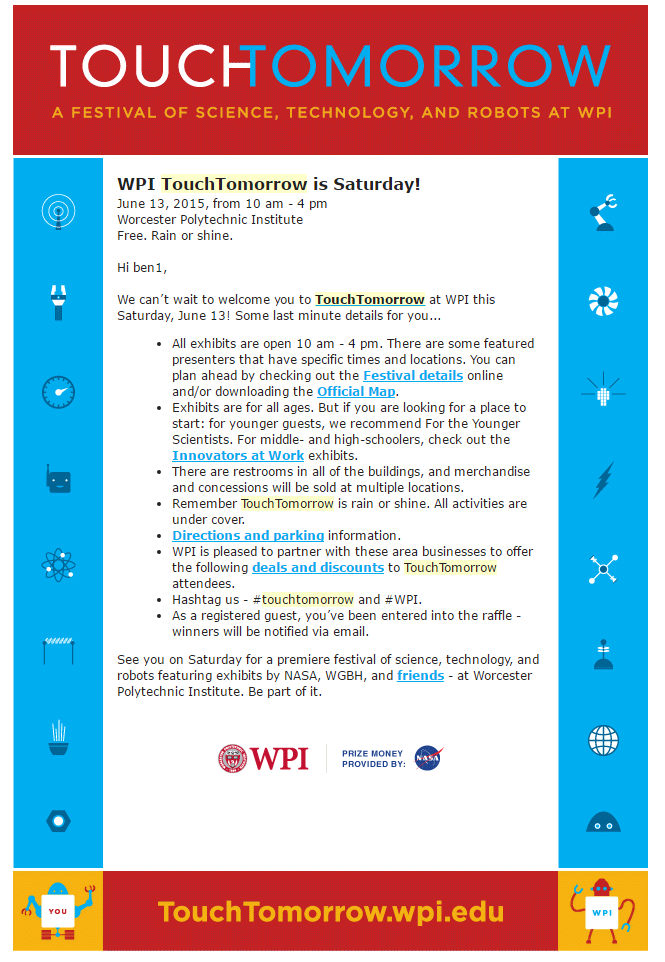 TOUCHTOMORROW
A FESTIVAL OF SCIENCE, TECHNOLOGY, AND ROBOTS AT WPI
WPI TouchTomorrow is Saturday!
June 13, 2015, from 10 am - 4 pm
Worcester Polytechnic Institute
Free. Rain or shine.
Hi ben1,
We can't wait to welcome you to TouchTomorrow at WPI this
Saturday, June 13! Some last minute details for you...
• All exhibits are open 10 am - 4 pm. There are some featured
presenters that have specific times and locations. You can
plan ahead by checking out the Festival details online
and/or downloading the Official Map.
• Exhibits are for all ages. But if you are looking for a place to
start: for younger guests, we recommend For the Younger
Scientists. For middle- and high-schoolers, check out the
Innovators at Work exhibits.
• There are restrooms in all of the buildings, and merchandise
and concessions will be sold at multiple locations.
• Remember TouchTomorrow is rain or shine. All activities are
under cover.
• Directions and parking information.
• WPI is pleased to partner with these area businesses to offer
the following deals and discounts to TouchTomorrow
attendees.
• Hashtag us - #touchtomorrow and #WPI.
• As a registered guest, you've been entered into the raffle -
winners will be notified via email.
See you on Saturday for a premiere festival of science, technology, and
robots featuring exhibits by NASA, WGBH, and friends - at Worcester
Polytechnic Institute. Be part of it.
WPI
PRIZE MONEY
PROVIDED BY:
NASA
YOU
TouchTomorrow.wpi.edu
WPI